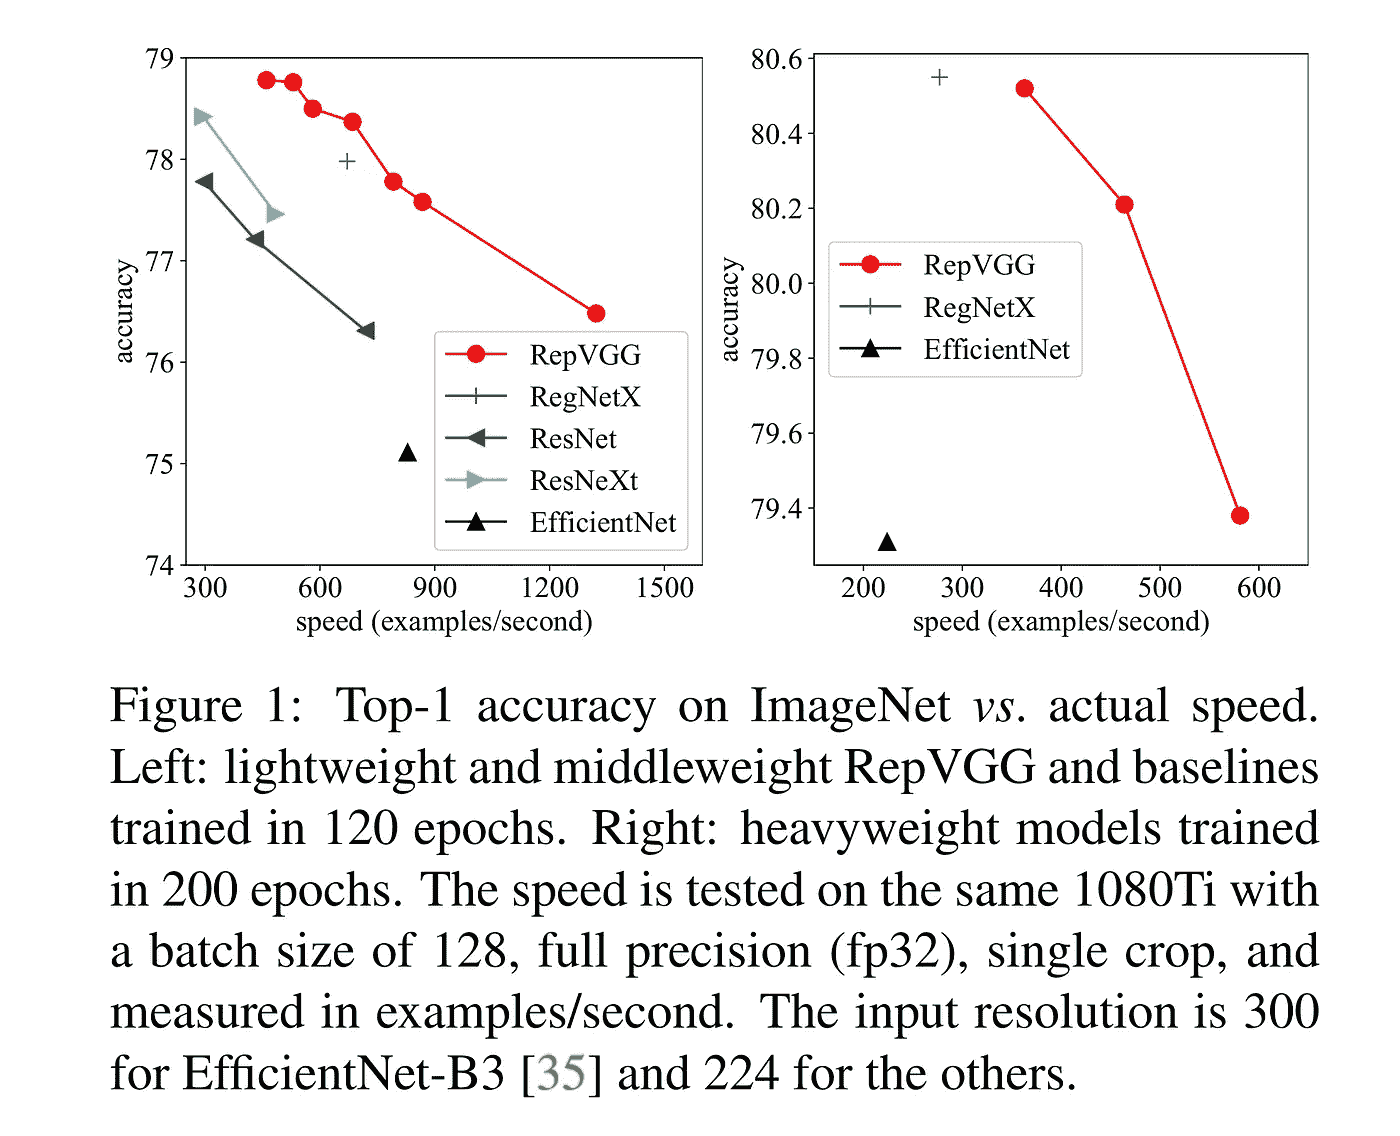 79
78
77
76
75
74
accuracy
300 600 900 1200 1500
speed (examples/second)
RepVGG
RegNetX
ResNet
ResNeXt
EfficientNet
80.6
80.4
80.2
80.0
79.8
79.6
79.4
accuracy
200 300 400 500 600
speed (examples/second)
RepVGG
RegNetX
EfficientNet
Figure 1: Top-1 accuracy on ImageNet vs. actual speed.
Left: lightweight and middleweight RepVGG and baselines
trained in 120 epochs. Right: heavyweight models trained
in 200 epochs. The speed is tested on the same 1080Ti with
a batch size of 128, full precision (fp32), single crop, and
measured in examples/second. The input resolution is 300
for EfficientNet-B3 [35] and 224 for the others.